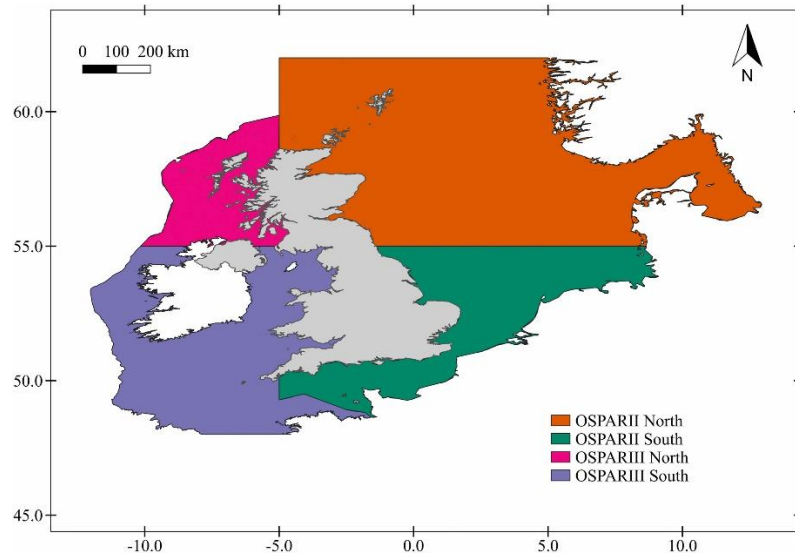 0 100 200 km
N
60.0
55.0
50.0
45.0
OSPARII North
OSPARII South
OSPARIII North
OSPARIII South
-10.0 -5.0 0.0 5.0 10.0